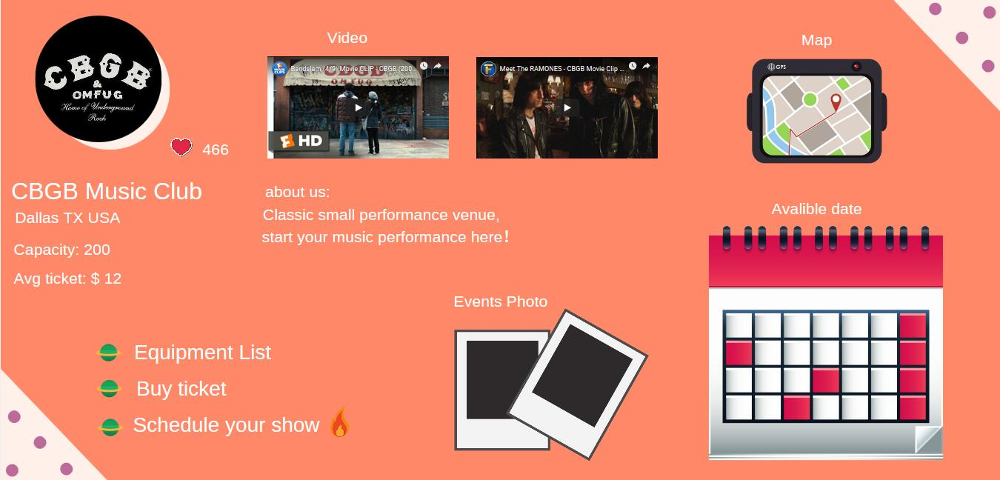 CBGB
&
OMFUG
Home of Underground
Rock
466
CBGB Music Club
Dallas TX USA
Capacity: 200
Avg ticket: $ 12
Equipment List
Buy ticket
Schedule your show
Video
Bandslam (4/9) Movie CLIP - CBGB (200...
HD
Meet The RAMONES - CBGB Movie Clip ...
about us:
Classic small performance venue,
start your music performance here!
Events Photo
Map
GPS
Avalible date